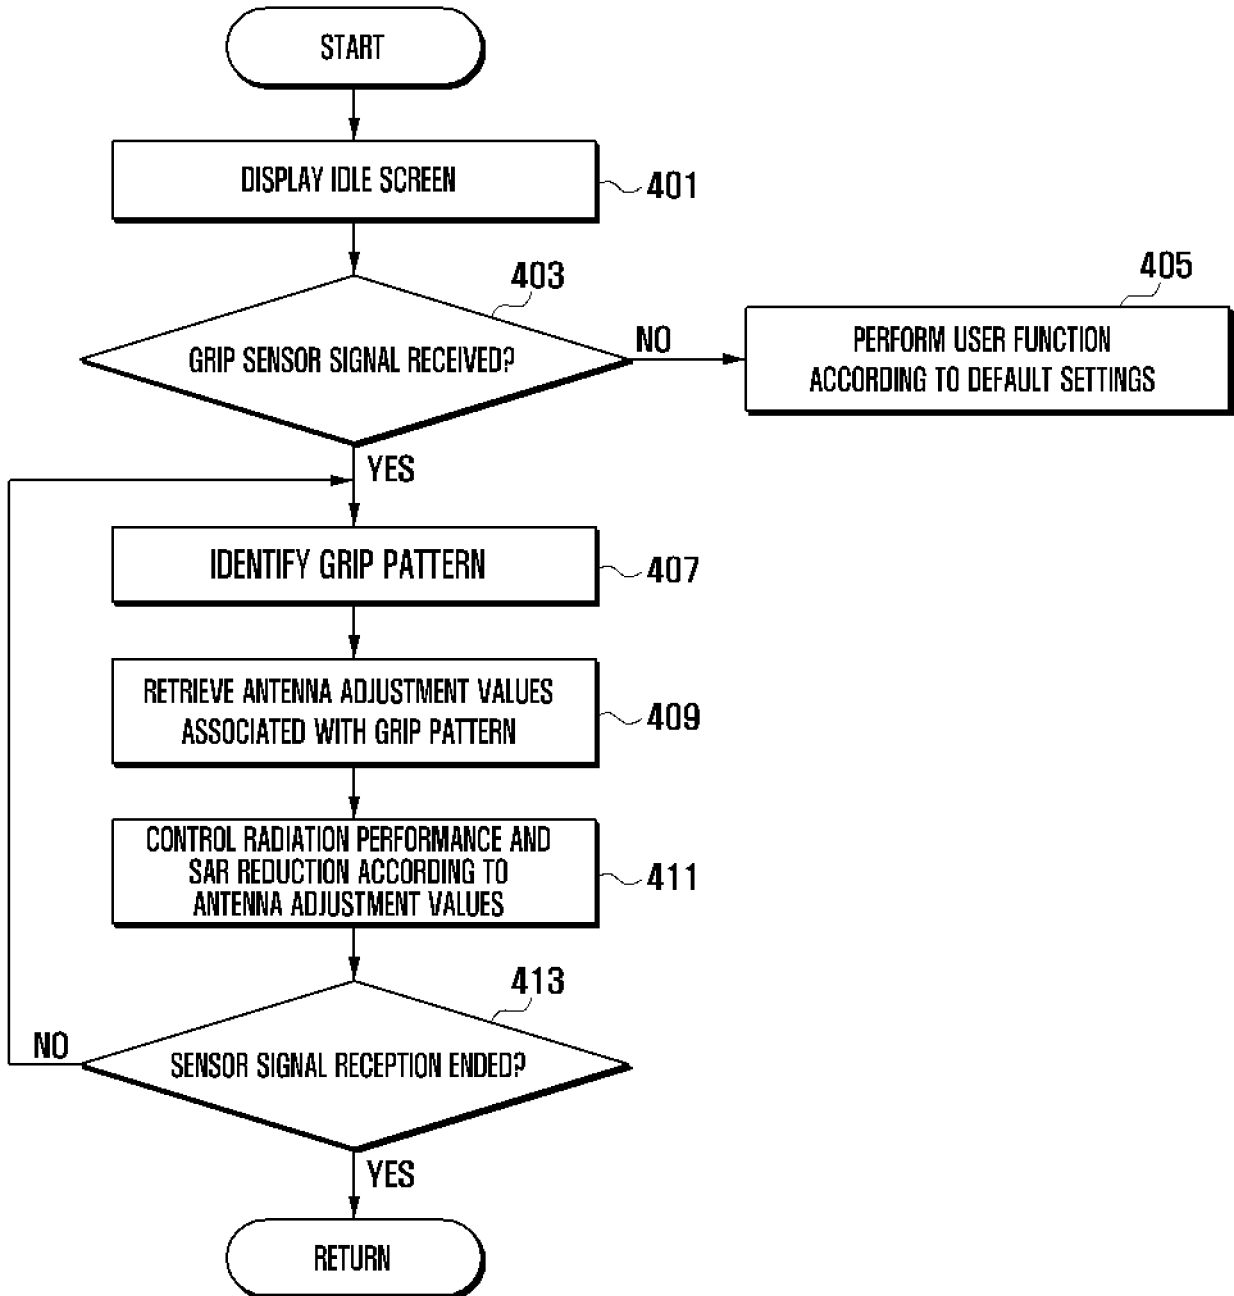 START
DISPLAY IDLE SCREEN
401
403
GRIP SENSOR SIGNAL RECEIVED?
NO
405
PERFORM USER FUNCTION
ACCORDING TO DEFAULT SETTINGS
YES
IDENTIFY GRIP PATTERN
407
RETRIEVE ANTENNA ADJUSTMENT VALUES
ASSOCIATED WITH GRIP PATTERN
409
CONTROL RADIATION PERFORMANCE AND
SAR REDUCTION ACCORDING TO
ANTENNA ADJUSTMENT VALUES
411
413
SENSOR SIGNAL RECEPTION ENDED?
NO
YES
RETURN